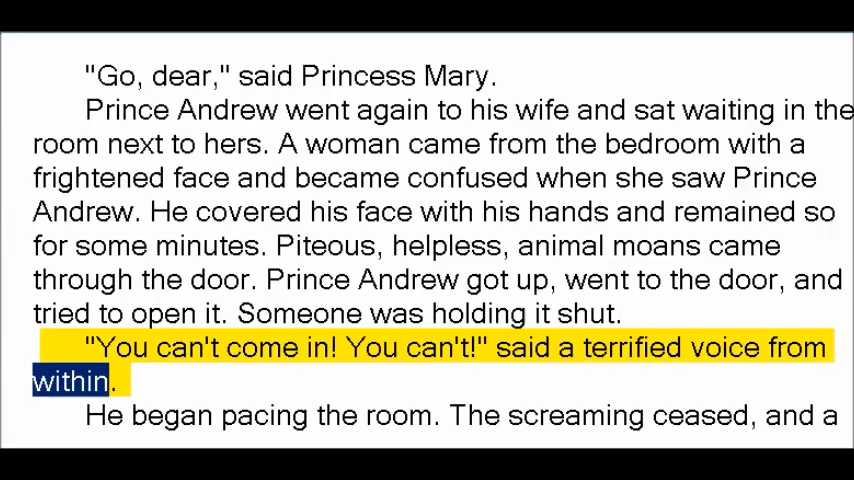 "Go, dear," said Princess Mary.
Prince Andrew went again to his wife and sat waiting in the
room next to hers. A woman came from the bedroom with a
frightened face and became confused when she saw Prince
Andrew. He covered his face with his hands and remained so
for some minutes. Piteous, helpless, animal moans came
through the door. Prince Andrew got up, went to the door, and
tried to open it. Someone was holding it shut.
"You can't come in! You can't!" said a terrified voice from
within.
He began pacing the room. The screaming ceased, and a